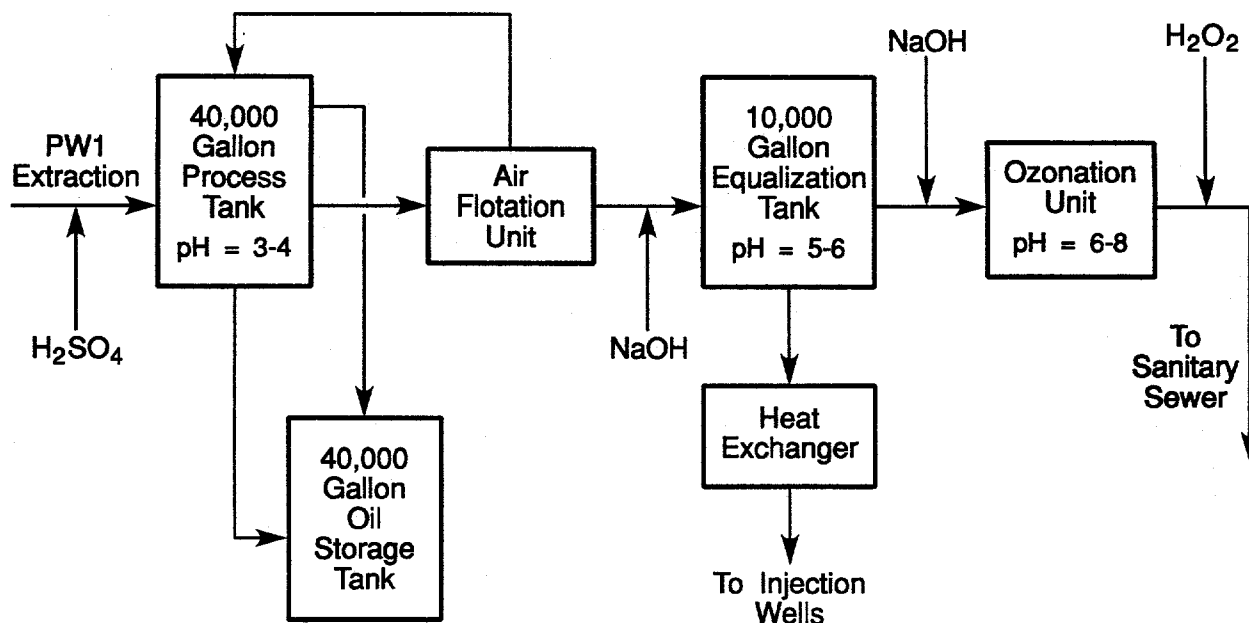 PW1
Extraction
H₂SO₄
40,000
Gallon
Process
Tank
pH = 3-4
40,000
Gallon
Oil
Storage
Tank
Air
Flotation
Unit
NaOH
10,000
Gallon
Equalization
Tank
pH = 5-6
Heat
Exchanger
To Injection
Wells
NaOH
Ozonation
Unit
pH = 6-8
H₂O₂
To
Sanitary
Sewer